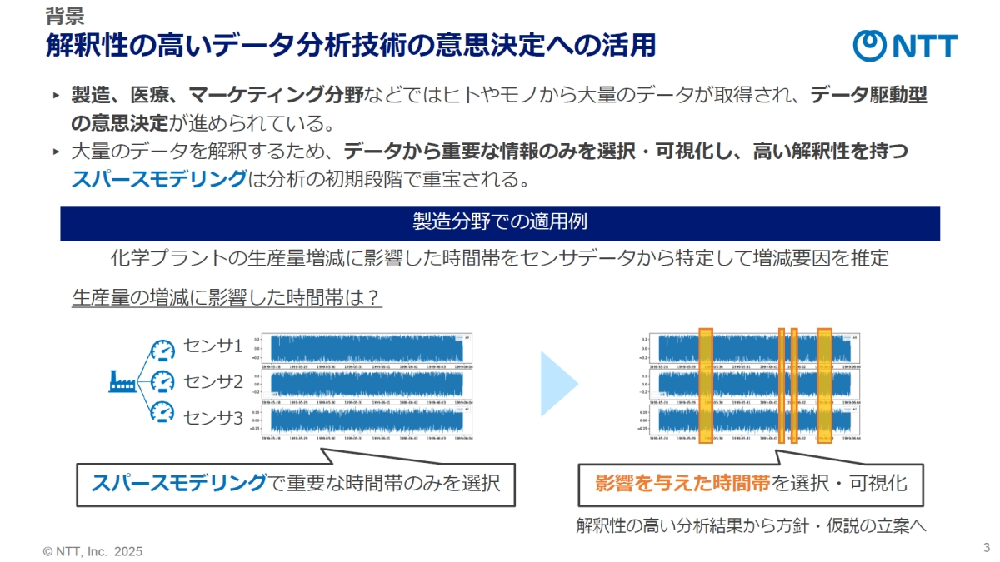 背景
解釈性の高いデータ分析技術の意思決定への活用
NTT
▸ 製造、医療、マーケティング分野などではヒトやモノから大量のデータが取得され、データ駆動型
の意思決定が進められている。
▸ 大量のデータを解釈するため、データから重要な情報のみを選択・可視化し、高い解釈性を持つ
スパースモデリングは分析の初期段階で重宝される。
製造分野での適用例
化学プラントの生産量増減に影響した時間帯をセンサデータから特定して増減要因を推定
生産量の増減に影響した時間帯は？
センサ1
センサ2
センサ3
スパースモデリングで重要な時間帯のみを選択
影響を与えた時間帯を選択・可視化
解釈性の高い分析結果から方針・仮説の立案へ
© NTT, Inc. 2025
3